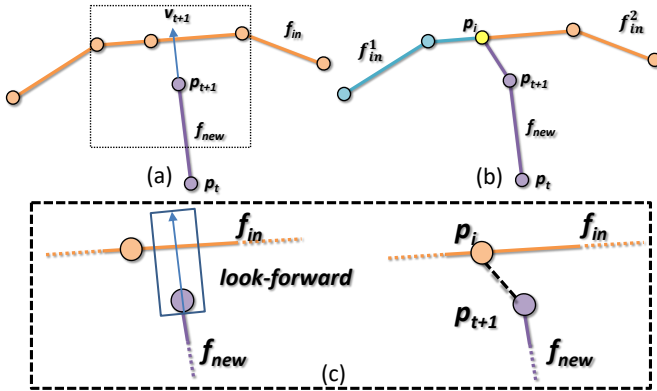 v_{t+1}
f_{in}
p_{t+1}
f_{new}
(a)
p_t
p_i
f_{in}^1
f_{in}^2
p_{t+1}
f_{new}
(b)
p_t
f_{in}
look-forward
f_{new}
p_i
f_{in}
p_{t+1}
f_{new}
(c)